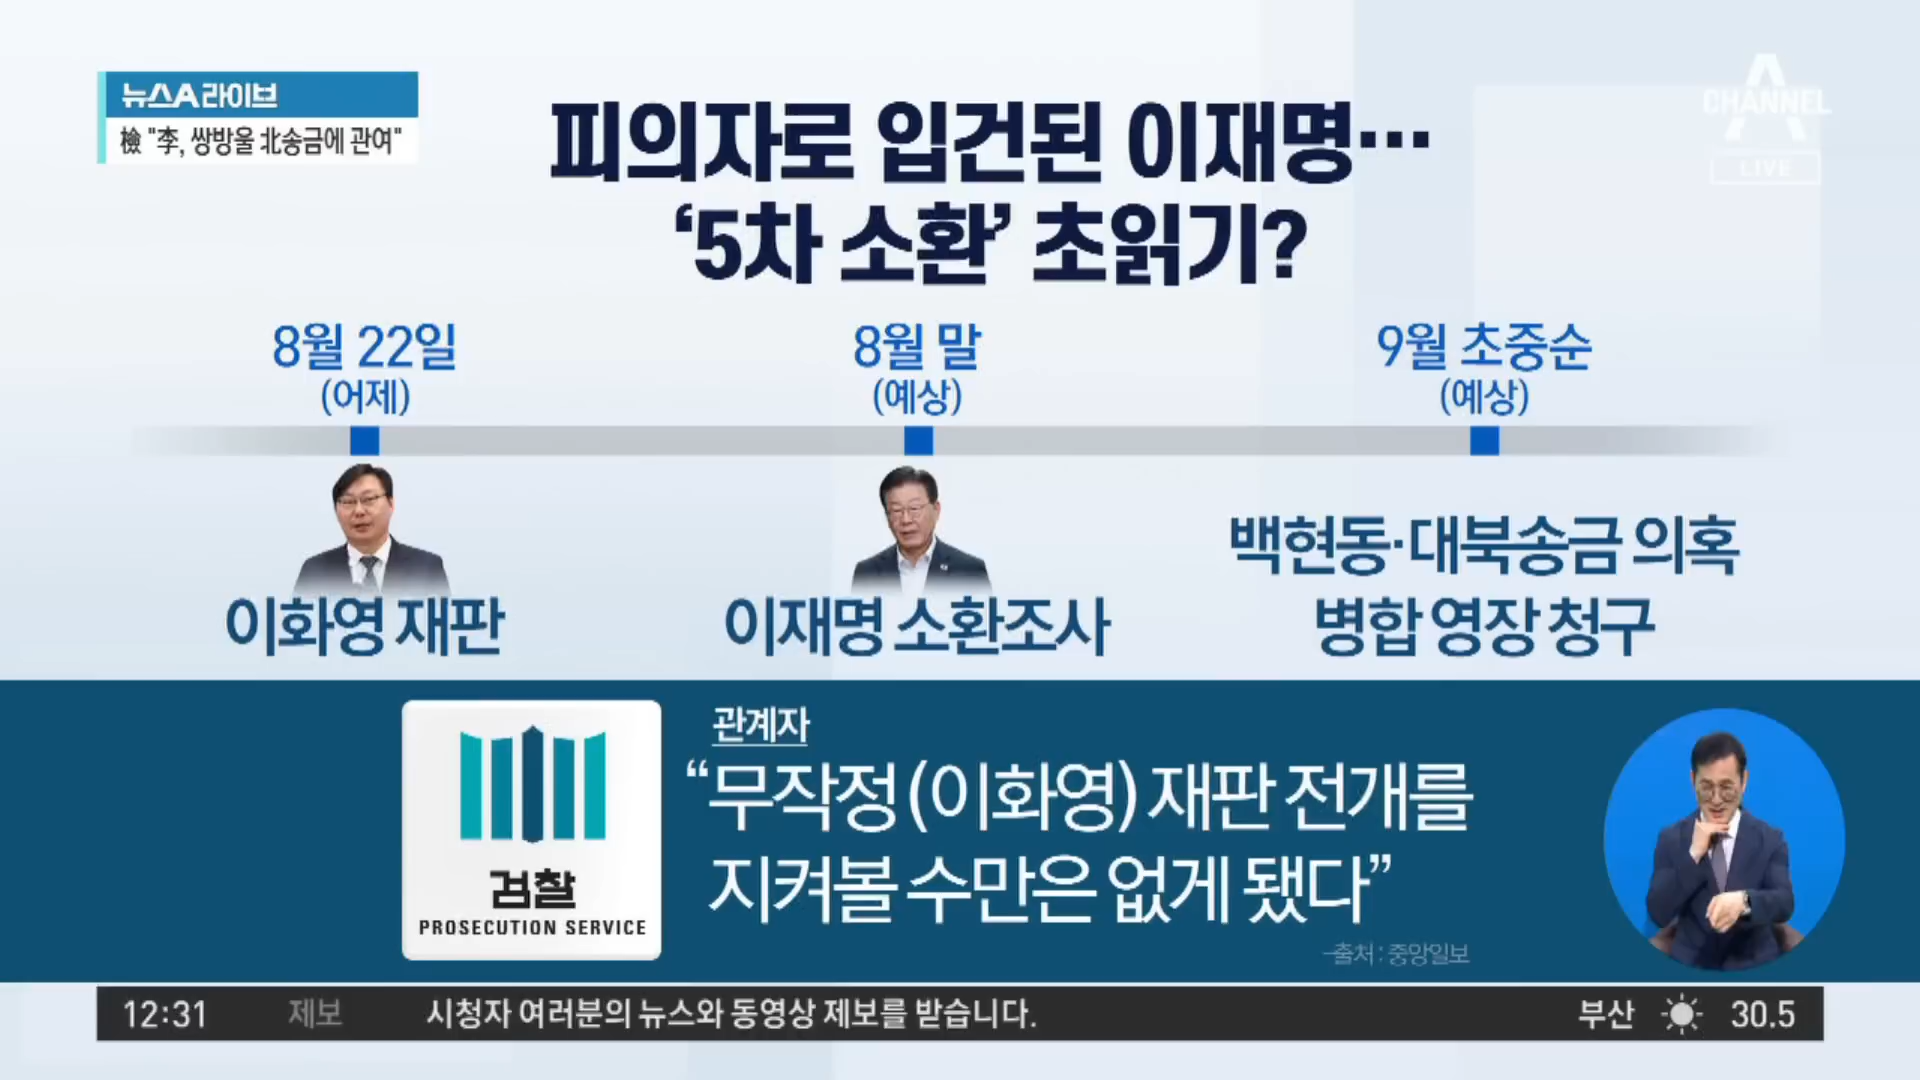 뉴스A라이브
檢 "李, 쌍방울 北송금에 관여"
CHANNEL A
LIVE
피의자로 입건된 이재명…
‘5차 소환’ 초읽기?
8월 22일
(어제)
8월 말
(예상)
9월 초중순
(예상)
이화영 재판
이재명 소환조사
백현동·대북송금 의혹
병합 영장 청구
검찰
PROSECUTION SERVICE
관계자
“무작정 (이화영) 재판 전개를
지켜볼 수만은 없게 됐다”
-출처 : 중앙일보
12:31 제보 시청자 여러분의 뉴스와 동영상 제보를 받습니다. 부산 30.5